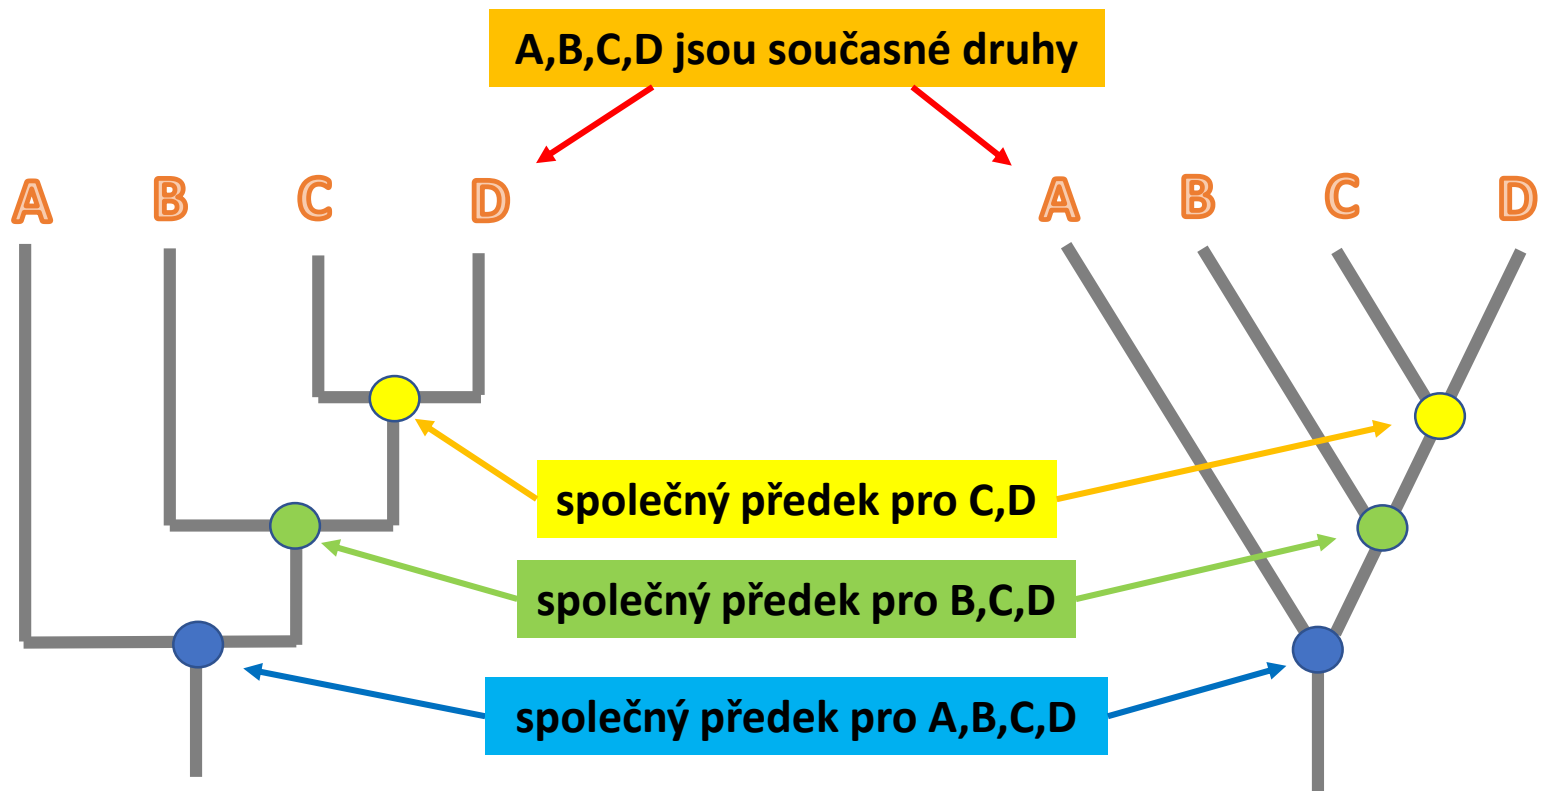 A,B,C,D jsou současné druhy
A B C D
A B C D
společný předek pro C,D
společný předek pro B,C,D
společný předek pro A,B,C,D